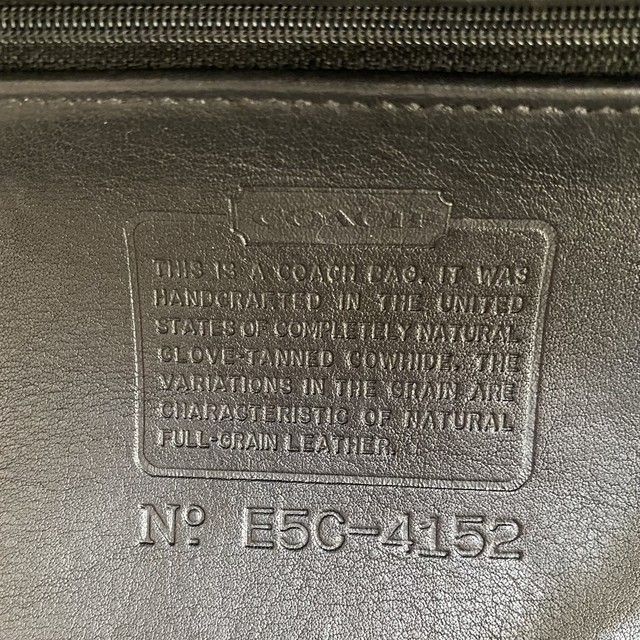 COACH
THIS IS A COACH BAG. IT WAS
HANDCRAFTED IN THE UNITED
STATES OF COMPLETELY NATURAL
GLOVE-TANNED COWHIDE. THE
VARIATIONS IN THE GRAIN ARE
CHARACTERISTIC OF NATURAL
FULL-GRAIN LEATHER.
Nº E5C-4152